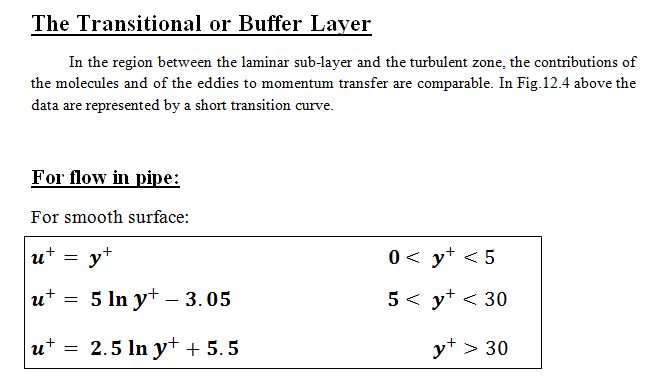 The Transitional or Buffer Layer
In the region between the laminar sub-layer and the turbulent zone, the contributions of
the molecules and of the eddies to momentum transfer are comparable. In Fig.12.4 above the
data are represented by a short transition curve.
For flow in pipe:
For smooth surface:
u⁺ = y⁺ 0 < y⁺ < 5
u⁺ = 5 ln y⁺ − 3.05 5 < y⁺ < 30
u⁺ = 2.5 ln y⁺ + 5.5 y⁺ > 30